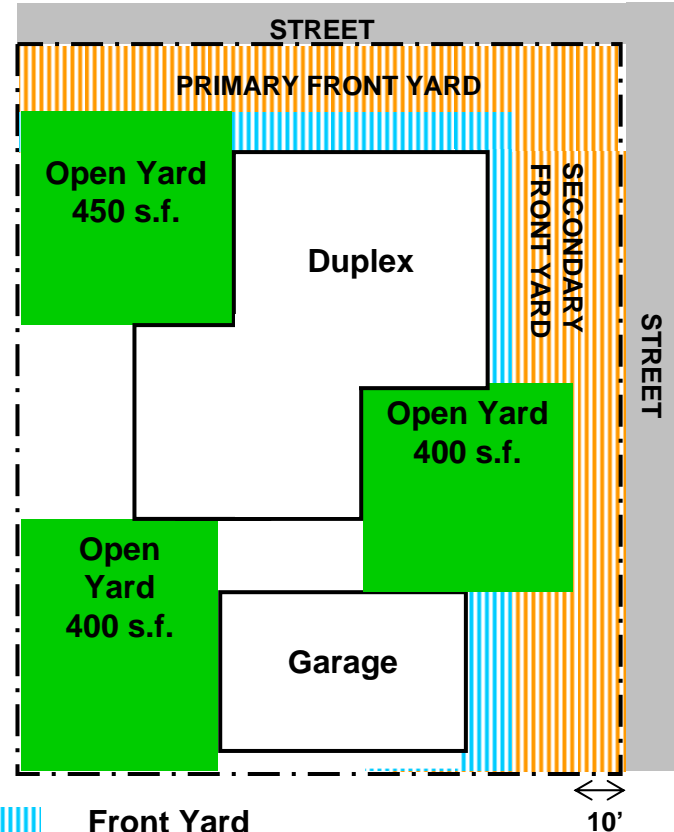 STREET
PRIMARY FRONT YARD
Open Yard
450 s.f.
Duplex
SECONDARY
FRONT YARD
STREET
Open Yard
400 s.f.
Open
Yard
400 s.f.
Garage
Front Yard
10’